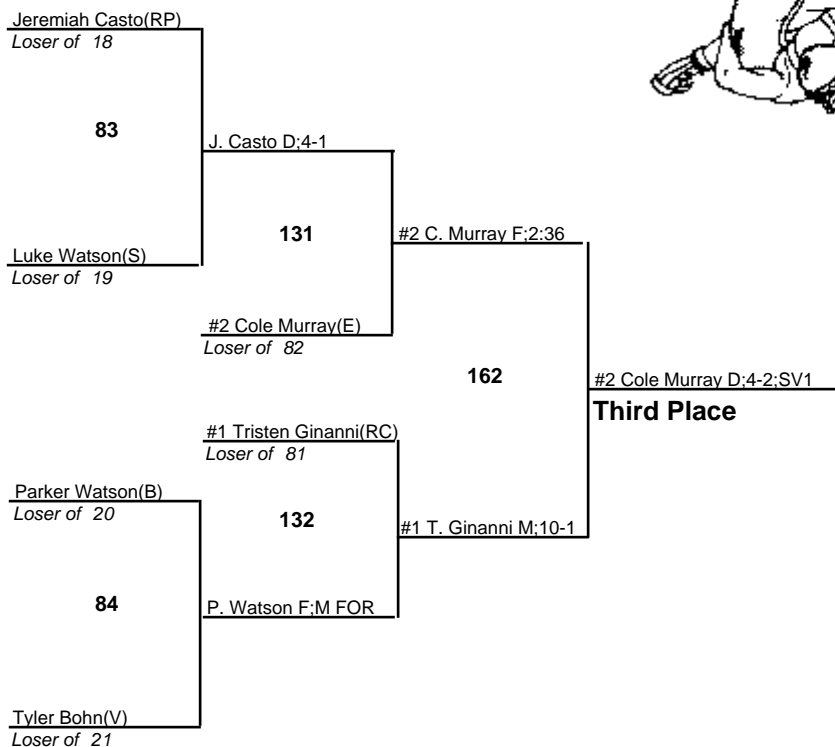 Jeremiah Casto(RP)
Loser of 18
83
J. Casto D;4-1
131
#2 C. Murray F;2:36
Luke Watson(S)
Loser of 19
#2 Cole Murray(E)
Loser of 82
162
#2 Cole Murray D;4-2;SV1
Third Place
#1 Tristen Ginanni(RC)
Loser of 81
Parker Watson(B)
Loser of 20
132
#1 T. Ginanni M;10-1
84
P. Watson F;M FOR
Tyler Bohn(V)
Loser of 21